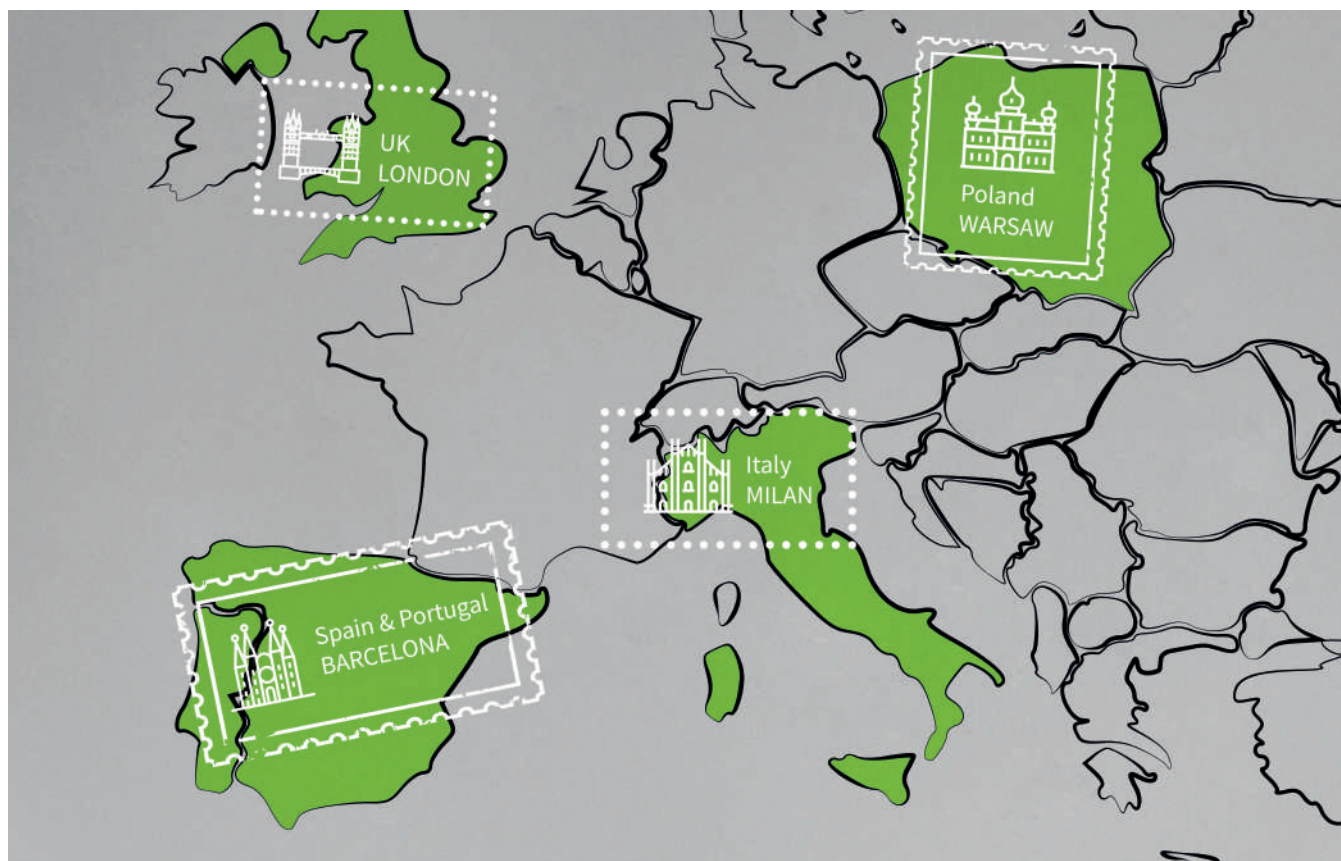 UK
LONDON
Poland
WARSAW
Italy
MILAN
Spain & Portugal
BARCELONA